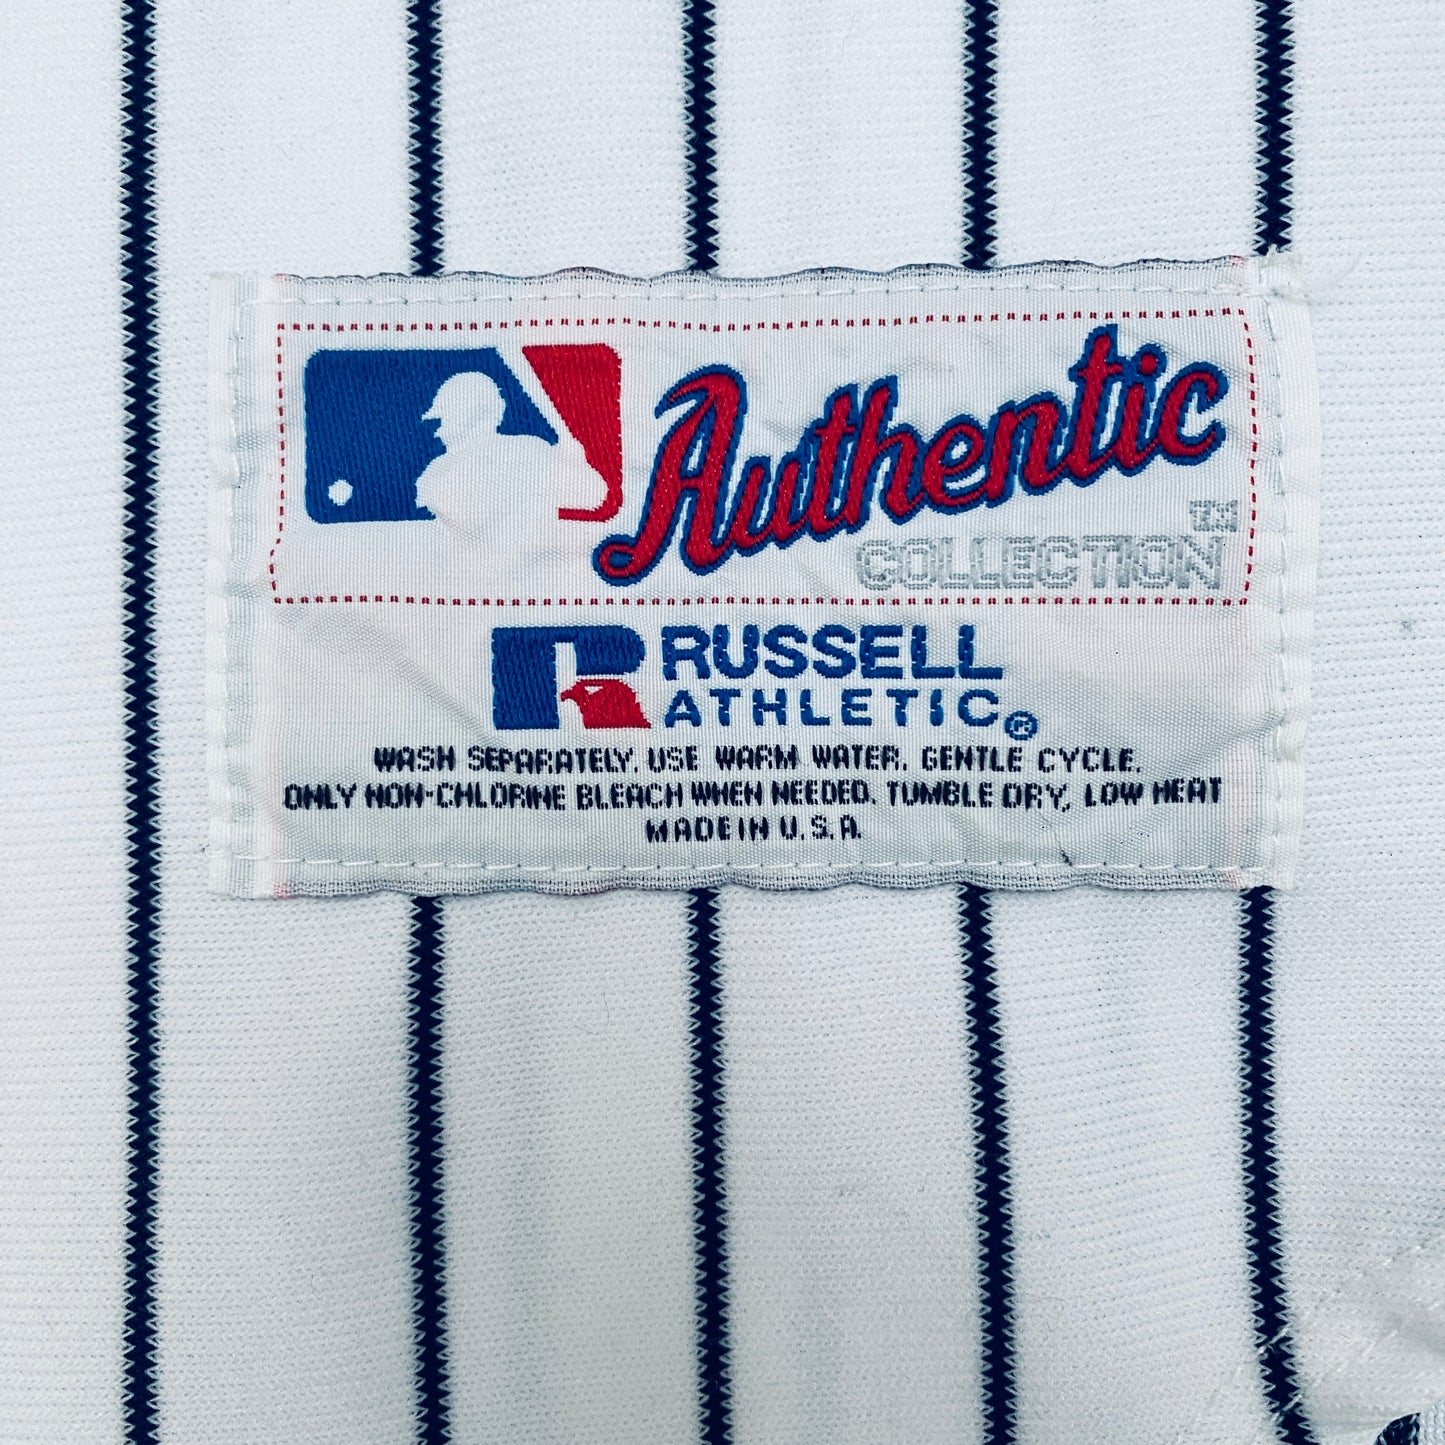 Authentic
COLLECTION™
RUSSELL
ATHLETIC®
WASH SEPARATELY. USE WARM WATER. GENTLE CYCLE.
ONLY NON-CHLORINE BLEACH WHEN NEEDED. TUMBLE DRY, LOW HEAT
MADE IN U.S.A.